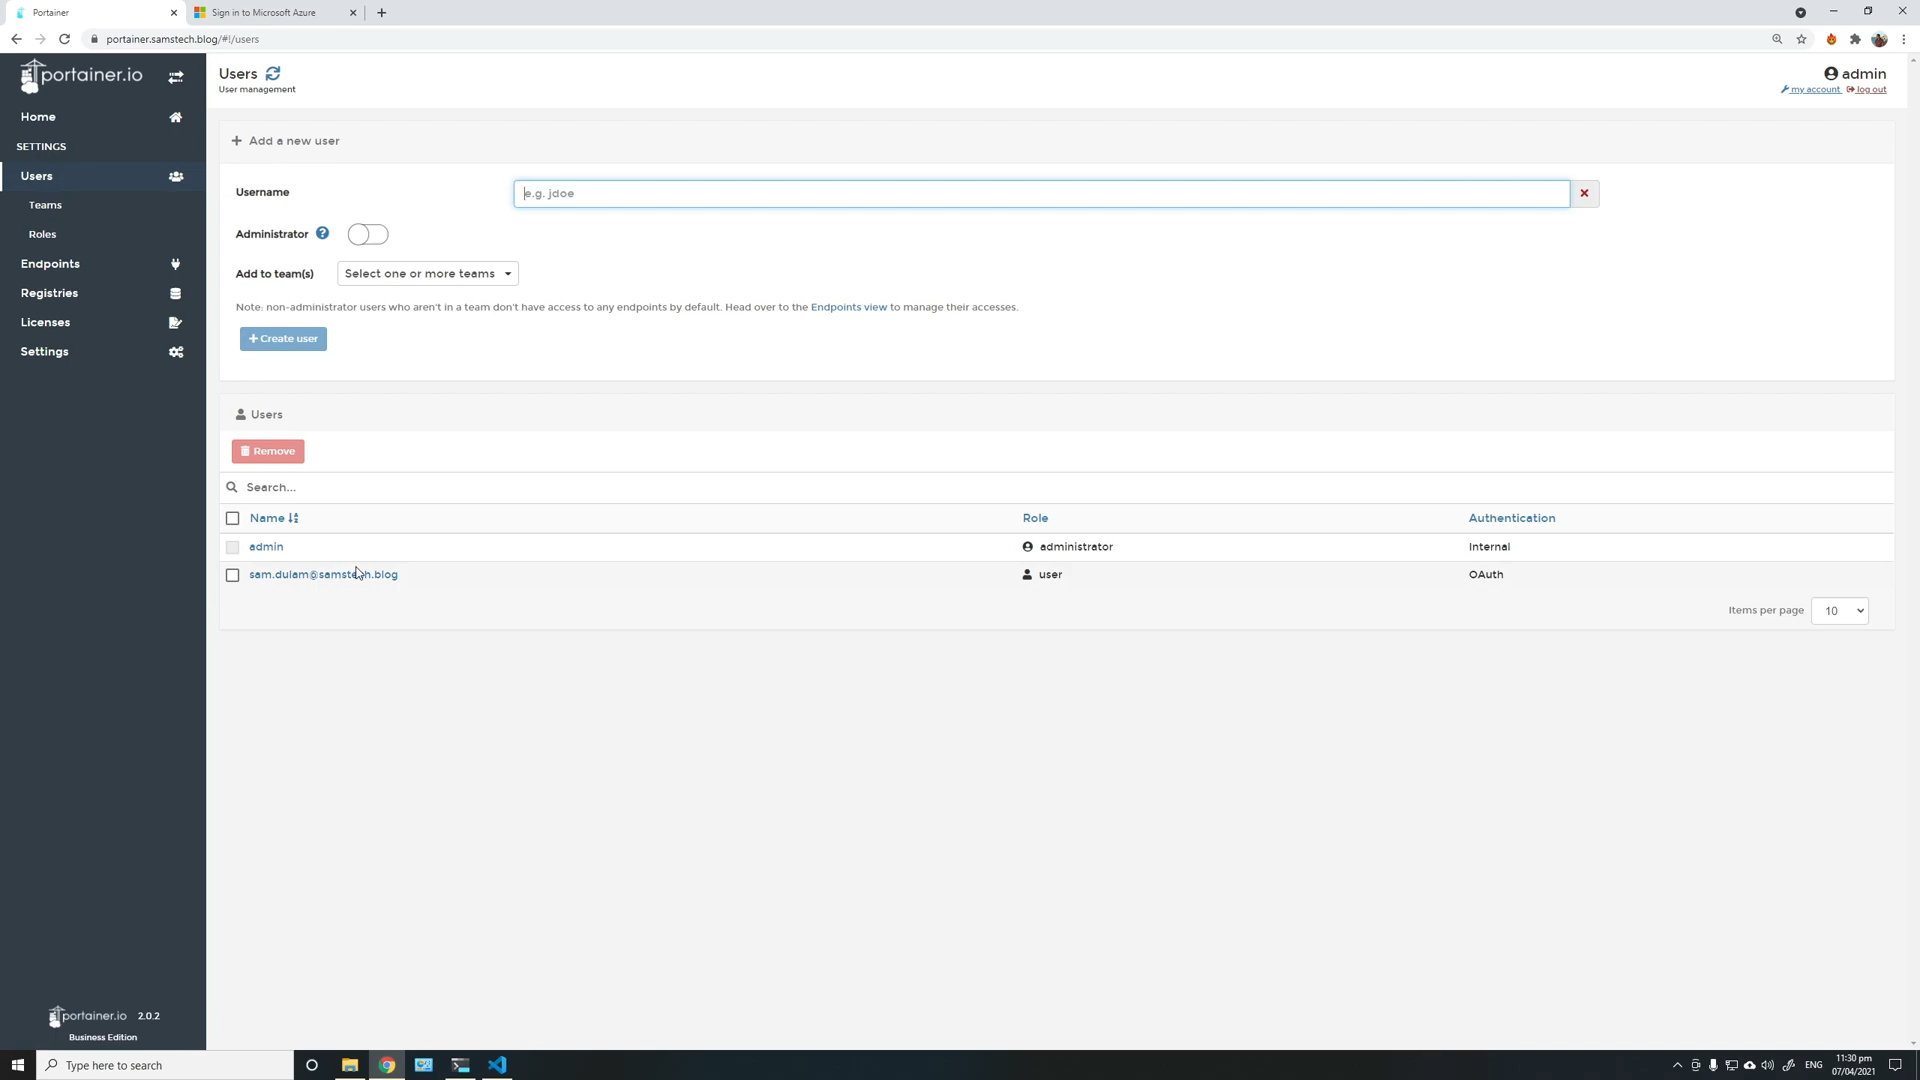 Portainer
Sign in to Microsoft Azure
portainer.samstech.blog/#!/users
portainer.io
Home
SETTINGS
Users
Teams
Roles
Endpoints
Registries
Licenses
Settings
portainer.io 2.0.2
Business Edition
Users
User management
admin
my account log out
Add a new user
Username
e.g. jdoe
Administrator
Add to team(s)
Select one or more teams
Note: non-administrator users who aren't in a team don't have access to any endpoints by default. Head over to the Endpoints view to manage their accesses.
Create user
Users
Remove
Search...
Name Role Authentication
admin administrator Internal
sam.dulam@samstech.blog user OAuth
Items per page 10
Type here to search
ENG
11:30 pm
07/04/2021